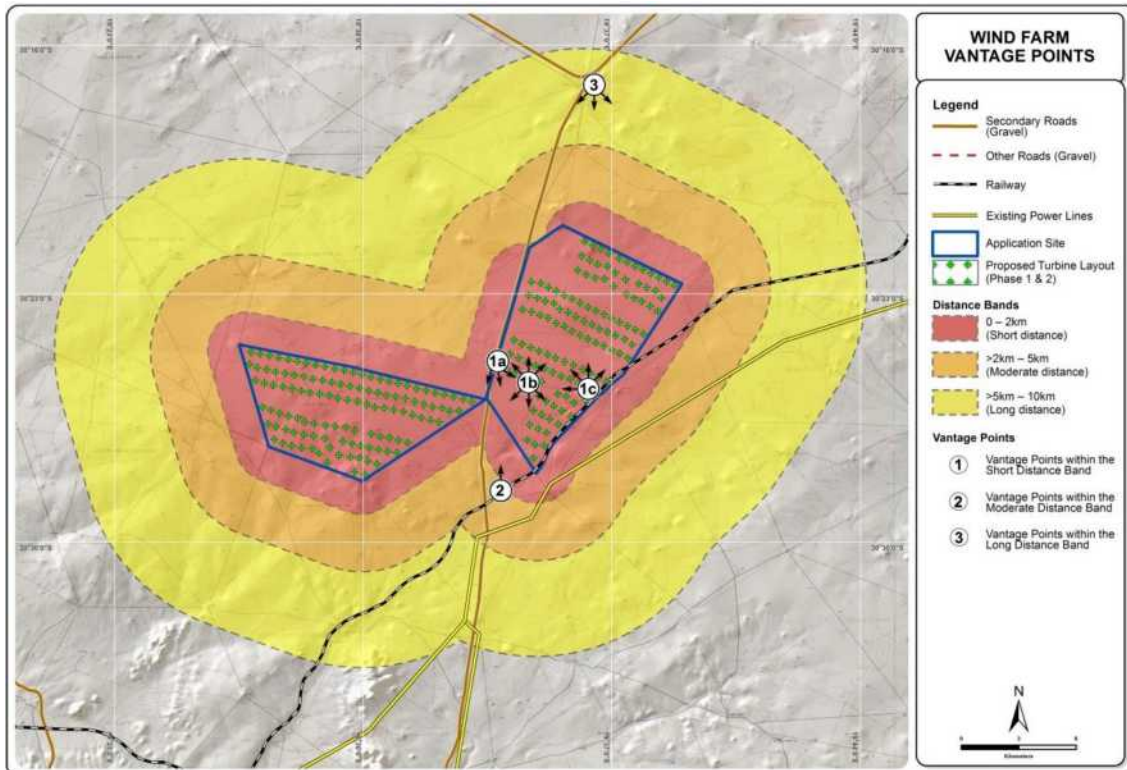 WIND FARM
VANTAGE POINTS
Legend
Secondary Roads
(Gravel)
Other Roads (Gravel)
Railway
Existing Power Lines
Application Site
Proposed Turbine Layout
(Phase 1 & 2)
Distance Bands
0 – 2km
(Short distance)
>2km – 5km
(Moderate distance)
>5km – 10km
(Long distance)
Vantage Points
1
Vantage Points within the
Short Distance Band
2
Vantage Points within the
Moderate Distance Band
3
Vantage Points within the
Long Distance Band
N
Kilometers
3
1a
1b
1c
2